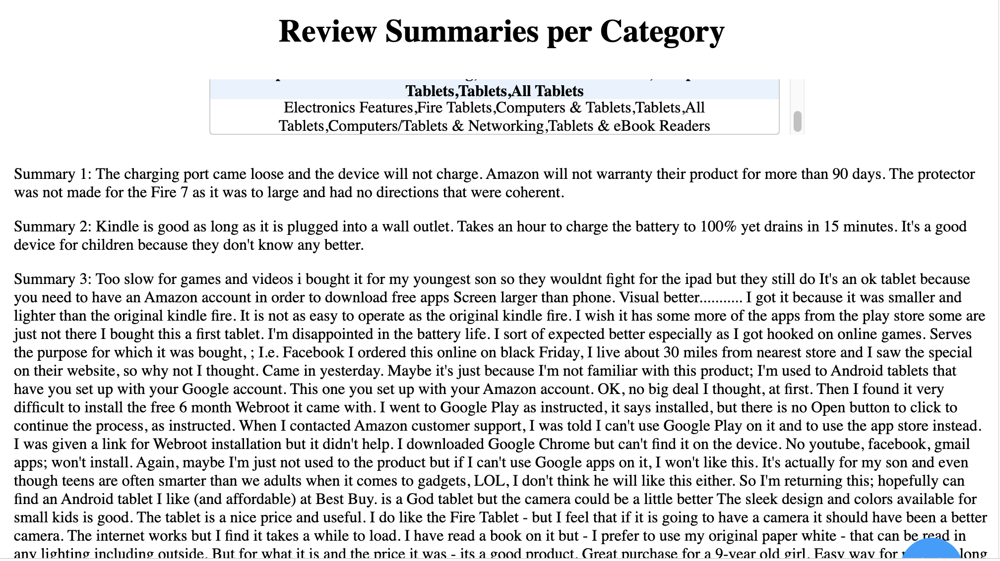 Review Summaries per Category
Tablets,Tablets,All Tablets
Electronics Features,Fire Tablets,Computers & Tablets,Tablets,All
Tablets,Computers/Tablets & Networking,Tablets & eBook Readers
Summary 1: The charging port came loose and the device will not charge. Amazon will not warranty their product for more than 90 days. The protector
was not made for the Fire 7 as it was to large and had no directions that were coherent.
Summary 2: Kindle is good as long as it is plugged into a wall outlet. Takes an hour to charge the battery to 100% yet drains in 15 minutes. It's a good
device for children because they don't know any better.
Summary 3: Too slow for games and videos i bought it for my youngest son so they wouldnt fight for the ipad but they still do It's an ok tablet because
you need to have an Amazon account in order to download free apps Screen larger than phone. Visual better........... I got it because it was smaller and
lighter than the original kindle fire. It is not as easy to operate as the original kindle fire. I wish it has some more of the apps from the play store some are
just not there I bought this a first tablet. I'm disappointed in the battery life. I sort of expected better especially as I got hooked on online games. Serves
the purpose for which it was bought, ; I.e. Facebook I ordered this online on black Friday, I live about 30 miles from nearest store and I saw the special
on their website, so why not I thought. Came in yesterday. Maybe it's just because I'm not familiar with this product; I'm used to Android tablets that
have you set up with your Google account. This one you set up with your Amazon account. OK, no big deal I thought, at first. Then I found it very
difficult to install the free 6 month Webroot it came with. I went to Google Play as instructed, it says installed, but there is no Open button to click to
continue the process, as instructed. When I contacted Amazon customer support, I was told I can't use Google Play on it and to use the app store instead.
I was given a link for Webroot installation but it didn't help. I downloaded Google Chrome but can't find it on the device. No youtube, facebook, gmail
apps; won't install. Again, maybe I'm just not used to the product but if I can't use Google apps on it, I won't like this. It's actually for my son and even
though teens are often smarter than we adults when it comes to gadgets, LOL, I don't think he will like this either. So I'm returning this; hopefully can
find an Android tablet I like (and affordable) at Best Buy. is a God tablet but the camera could be a little better The sleek design and colors available for
small kids is good. The tablet is a nice price and useful. I do like the Fire Tablet - but I feel that if it is going to have a camera it should have been a better
camera. The internet works but I find it takes a while to load. I have read a book on it but - I prefer to use my original paper white - that can be read in
any lighting including outside. But for what it is and the price it was - its a good product. Great purchase for a 9-year old girl. Easy way for long